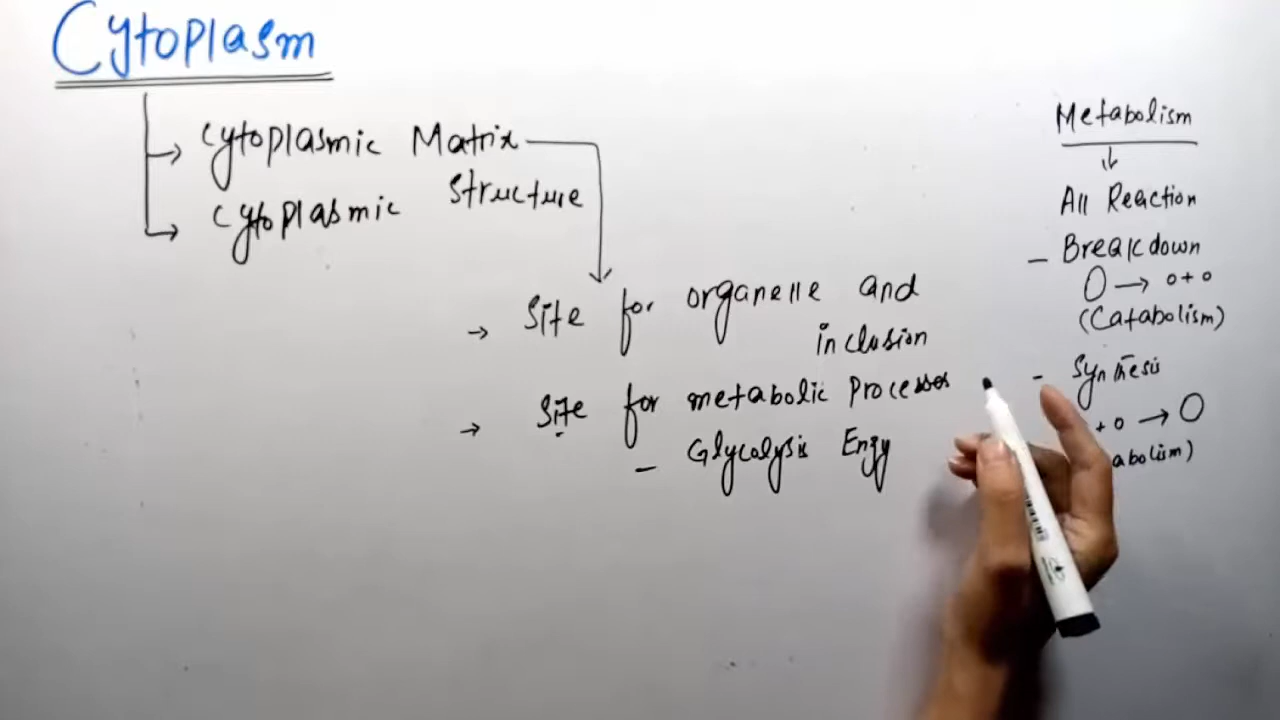 Cytoplasm
→ Cytoplasmic Matrix
→ Cytoplasmic Structure
→ Site for organelle and
inclusion
→ Site for metabolic Processes
- Glycolysis Enzy
Metabolism
↓
All Reaction
- Breakdown
O → o + o
(Catabolism)
- Synthesis
+ o → O
abolism)